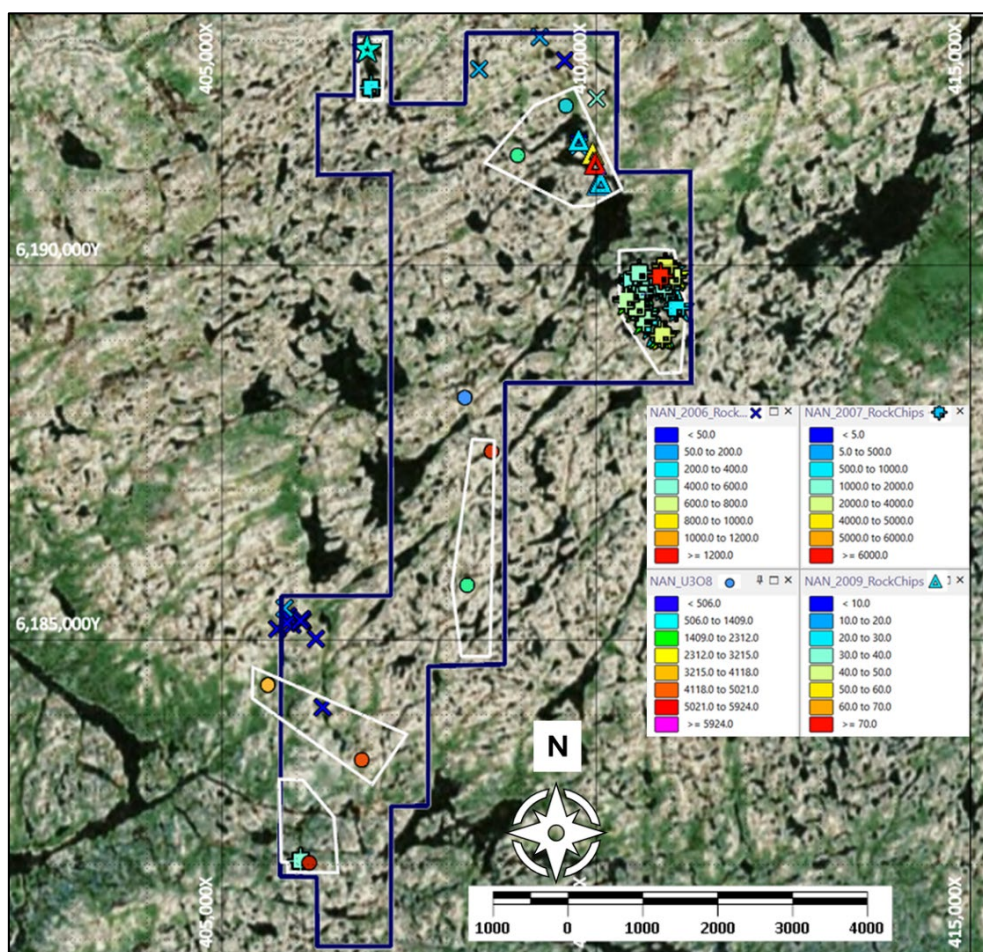 405,000X
410,000X
415,000X
6,190,000Y
6,185,000Y
NAN_2006_Rock...
< 50.0
50.0 to 200.0
200.0 to 400.0
400.0 to 600.0
600.0 to 800.0
800.0 to 1000.0
1000.0 to 1200.0
>= 1200.0
NAN_2007_RockChips
< 5.0
5.0 to 500.0
500.0 to 1000.0
1000.0 to 2000.0
2000.0 to 4000.0
4000.0 to 5000.0
5000.0 to 6000.0
>= 6000.0
NAN_U3O8
< 506.0
506.0 to 1409.0
1409.0 to 2312.0
2312.0 to 3215.0
3215.0 to 4118.0
4118.0 to 5021.0
5021.0 to 5924.0
>= 5924.0
NAN_2009_RockChips
< 10.0
10.0 to 20.0
20.0 to 30.0
30.0 to 40.0
40.0 to 50.0
50.0 to 60.0
60.0 to 70.0
>= 70.0
N
1000 0 1000 2000 3000 4000
405,000X
415,000X